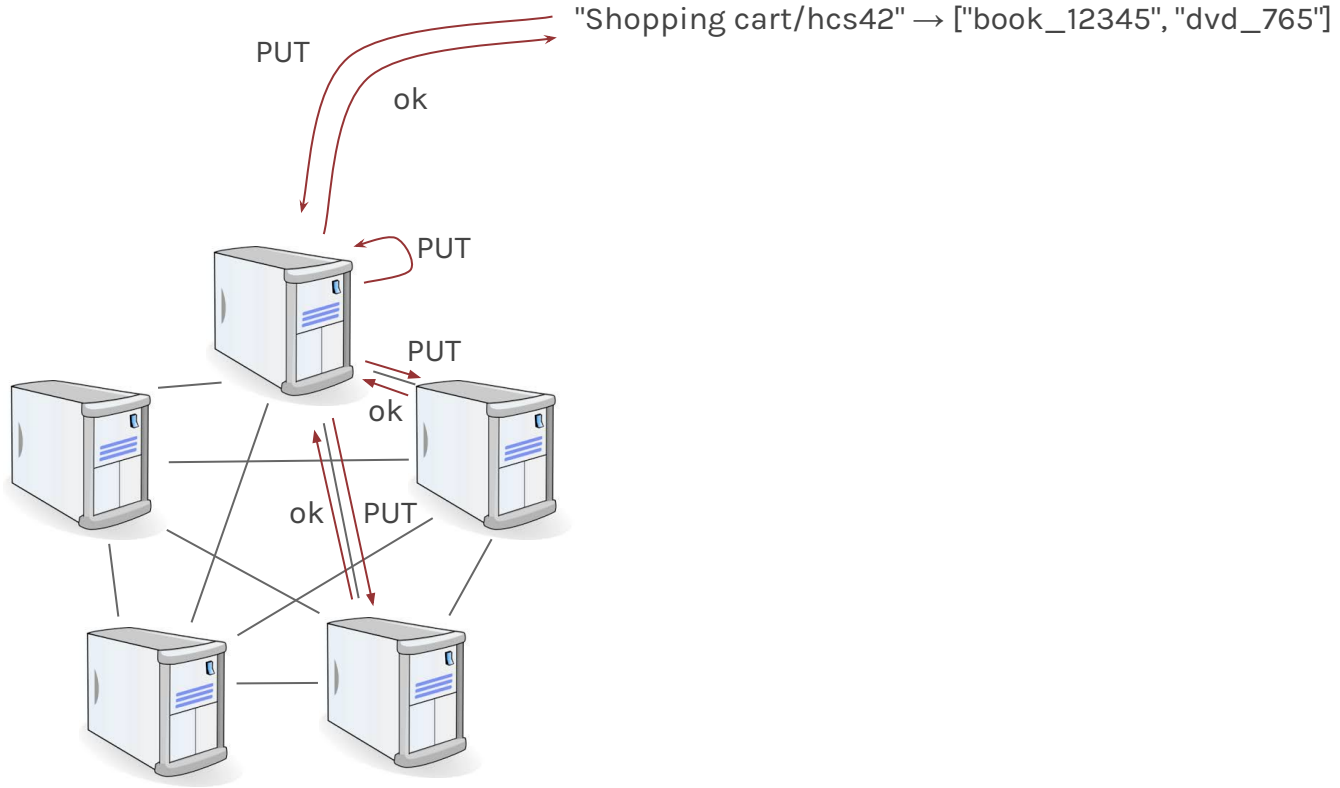 "Shopping cart/hcs42" → ["book_12345", "dvd_765"]
PUT
ok
PUT
PUT
ok
ok
PUT